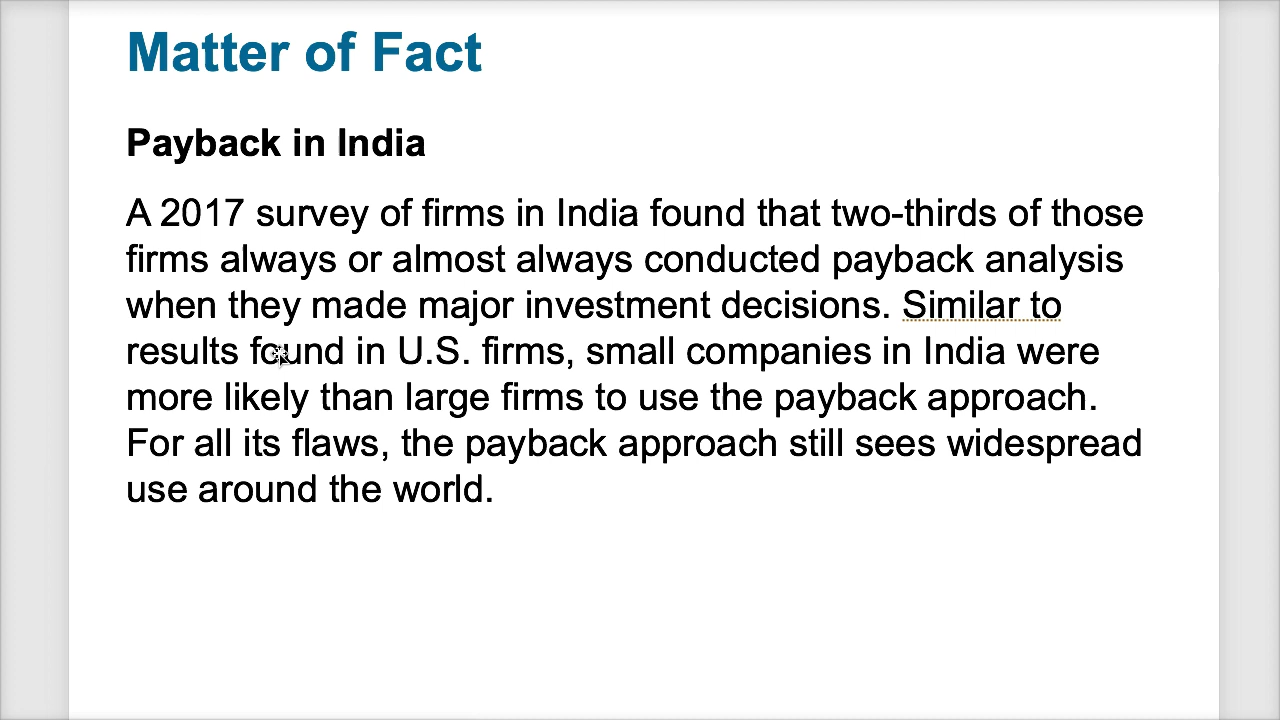 Matter of Fact
Payback in India
A 2017 survey of firms in India found that two-thirds of those
firms always or almost always conducted payback analysis
when they made major investment decisions. Similar to
results found in U.S. firms, small companies in India were
more likely than large firms to use the payback approach.
For all its flaws, the payback approach still sees widespread
use around the world.